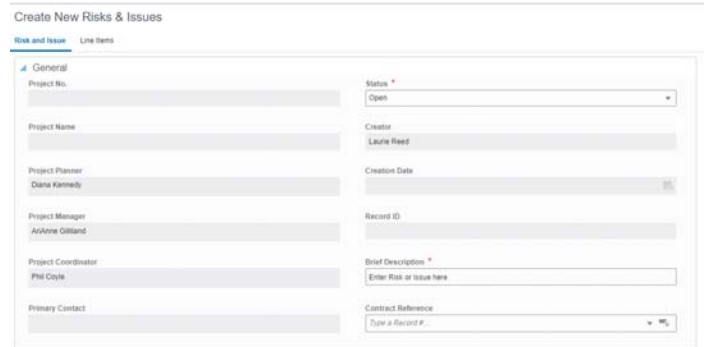 Create New Risks & Issues
Risk and Issue Line Items
General
Project No.
Status *
Open
Project Name
Creator
Laurie Reed
Project Planner
Diana Kennedy
Creation Date
Project Manager
AriAnne Gilliland
Record ID
Project Coordinator
Phil Coyle
Brief Description *
Enter Risk or Issue here
Primary Contact
Contract Reference
Type a Record #...